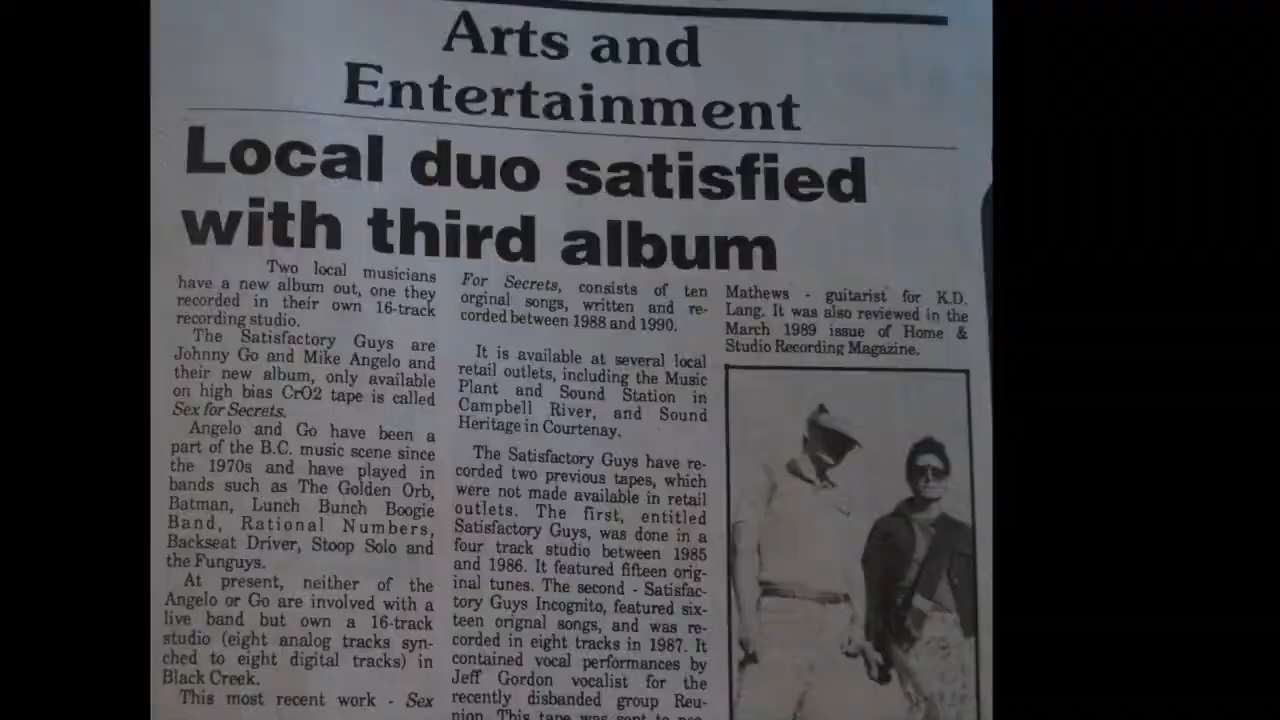 Arts and
Entertainment
Local duo satisfied
with third album
Two local musicians
have a new album out, one they
recorded in their own 16-track
recording studio.
The Satisfactory Guys are
Johnny Go and Mike Angelo and
their new album, only available
on high bias CrO2 tape is called
Sex for Secrets.
Angelo and Go have been a
part of the B.C. music scene since
the 1970s and have played in
bands such as The Golden Orb,
Batman, Lunch Bunch Boogie
Band, Rational Numbers,
Backseat Driver, Stoop Solo and
the Funguys.
At present, neither of the
Angelo or Go are involved with a
live band but own a 16-track
studio (eight analog tracks syn-
ched to eight digital tracks) in
Black Creek.
This most recent work - Sex
For Secrets, consists of ten
orginal songs, written and re-
corded between 1988 and 1990.
It is available at several local
retail outlets, including the Music
Plant and Sound Station in
Campbell River, and Sound
Heritage in Courtenay.
The Satisfactory Guys have re-
corded two previous tapes, which
were not made available in retail
outlets. The first, entitled
Satisfactory Guys, was done in a
four track studio between 1985
and 1986. It featured fifteen orig-
inal tunes. The second - Satisfac-
tory Guys Incognito, featured six-
teen orignal songs, and was re-
corded in eight tracks in 1987. It
contained vocal performances by
Jeff Gordon vocalist for the
recently disbanded group Reu-
nion. This tape was sent to
Mathews - guitarist for K.D.
Lang. It was also reviewed in the
March 1989 issue of Home &
Studio Recording Magazine.